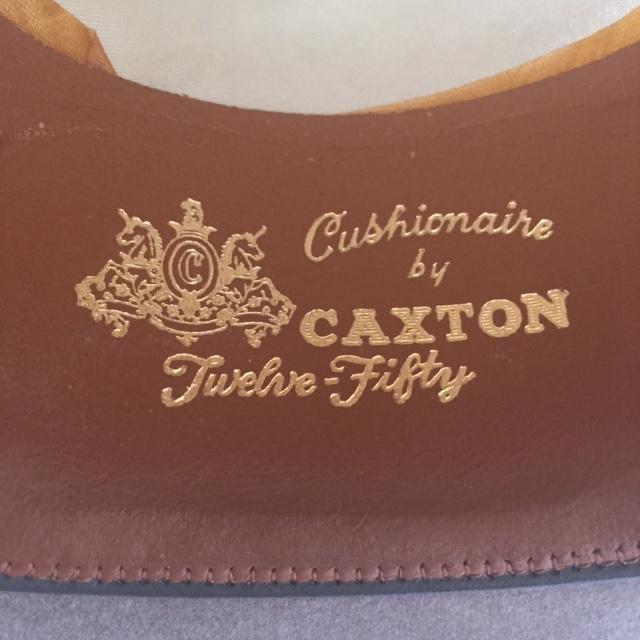 Cushionaire
by
C
CAXTON
Twelve-Fifty